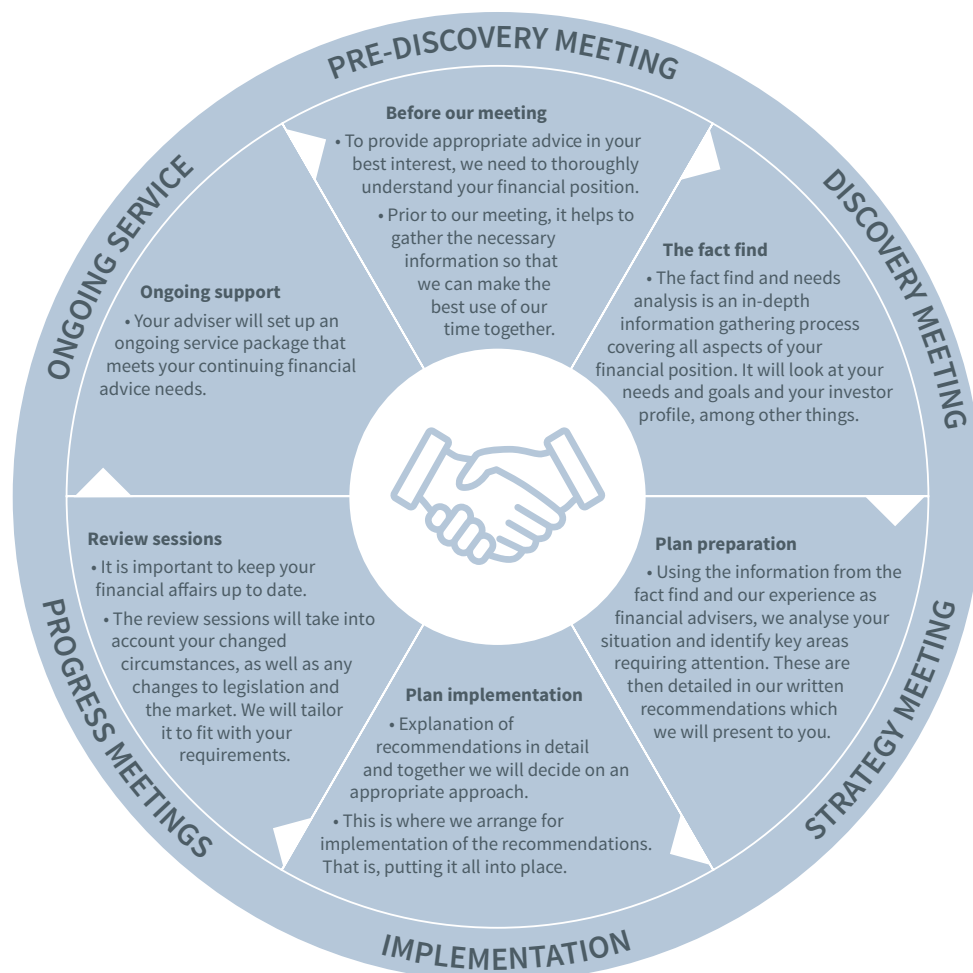 PRE-DISCOVERY MEETING
Before our meeting
• To provide appropriate advice in your
best interest, we need to thoroughly
understand your financial position.
• Prior to our meeting, it helps to
gather the necessary
information so that
we can make the
best use of our
time together.
DISCOVERY MEETING
The fact find
• The fact find and needs
analysis is an in-depth
information gathering process
covering all aspects of your
financial position. It will look at your
needs and goals and your investor
profile, among other things.
STRATEGY MEETING
Plan preparation
• Using the information from the
fact find and our experience as
financial advisers, we analyse your
situation and identify key areas
requiring attention. These are
then detailed in our written
recommendations which
we will present to you.
IMPLEMENTATION
Plan implementation
• Explanation of
recommendations in detail
and together we will decide on an
appropriate approach.
• This is where we arrange for
implementation of the recommendations.
That is, putting it all into place.
PROGRESS MEETINGS
Review sessions
• It is important to keep your
financial affairs up to date.
• The review sessions will take into
account your changed
circumstances, as well as any
changes to legislation and
the market. We will tailor
it to fit with your
requirements.
ONGOING SERVICE
Ongoing support
• Your adviser will set up an
ongoing service package that
meets your continuing financial
advice needs.